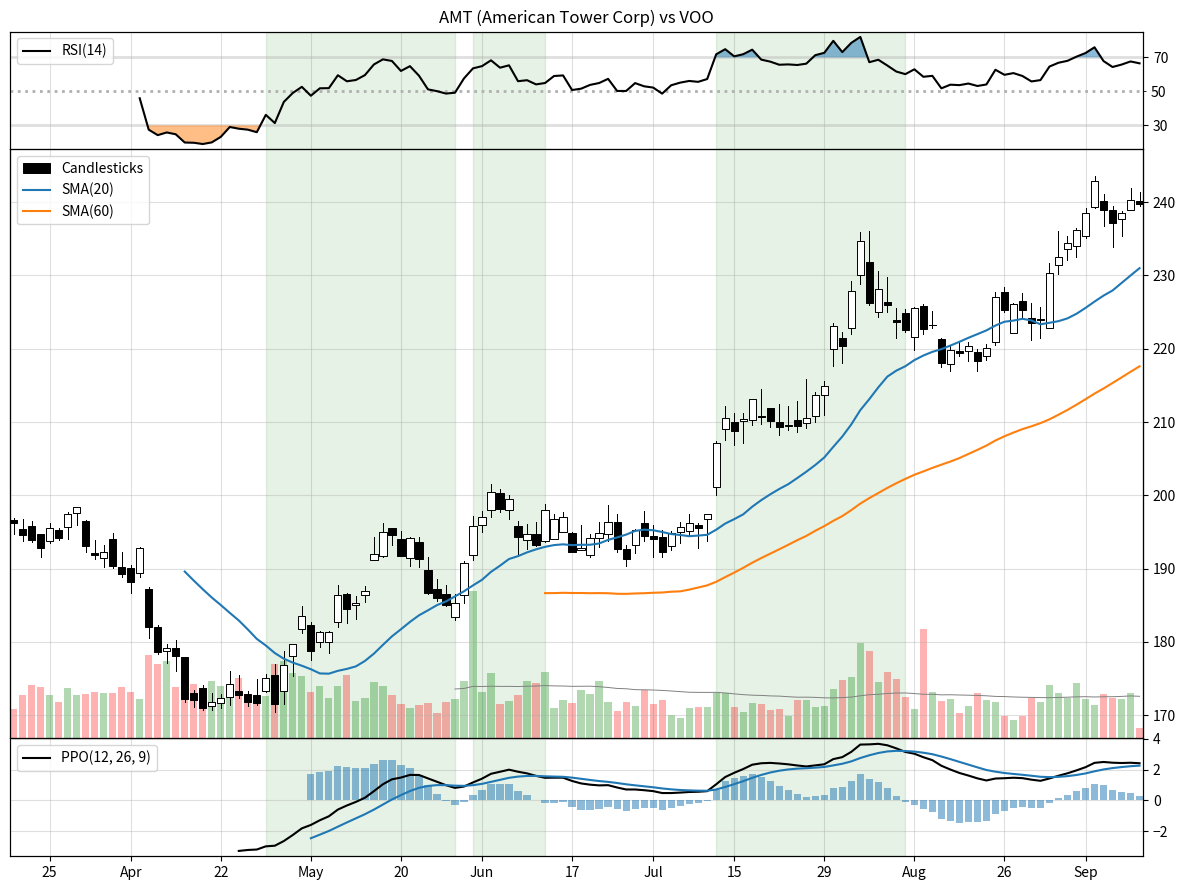 AMT (American Tower Corp) vs VOO
RSI(14)
70
50
30
Candlesticks
SMA(20)
SMA(60)
240
230
220
210
200
190
180
170
PPO(12, 26, 9)
4
2
0
−2
25 Apr 22 May 20 Jun 17 Jul 15 29 Aug 26 Sep